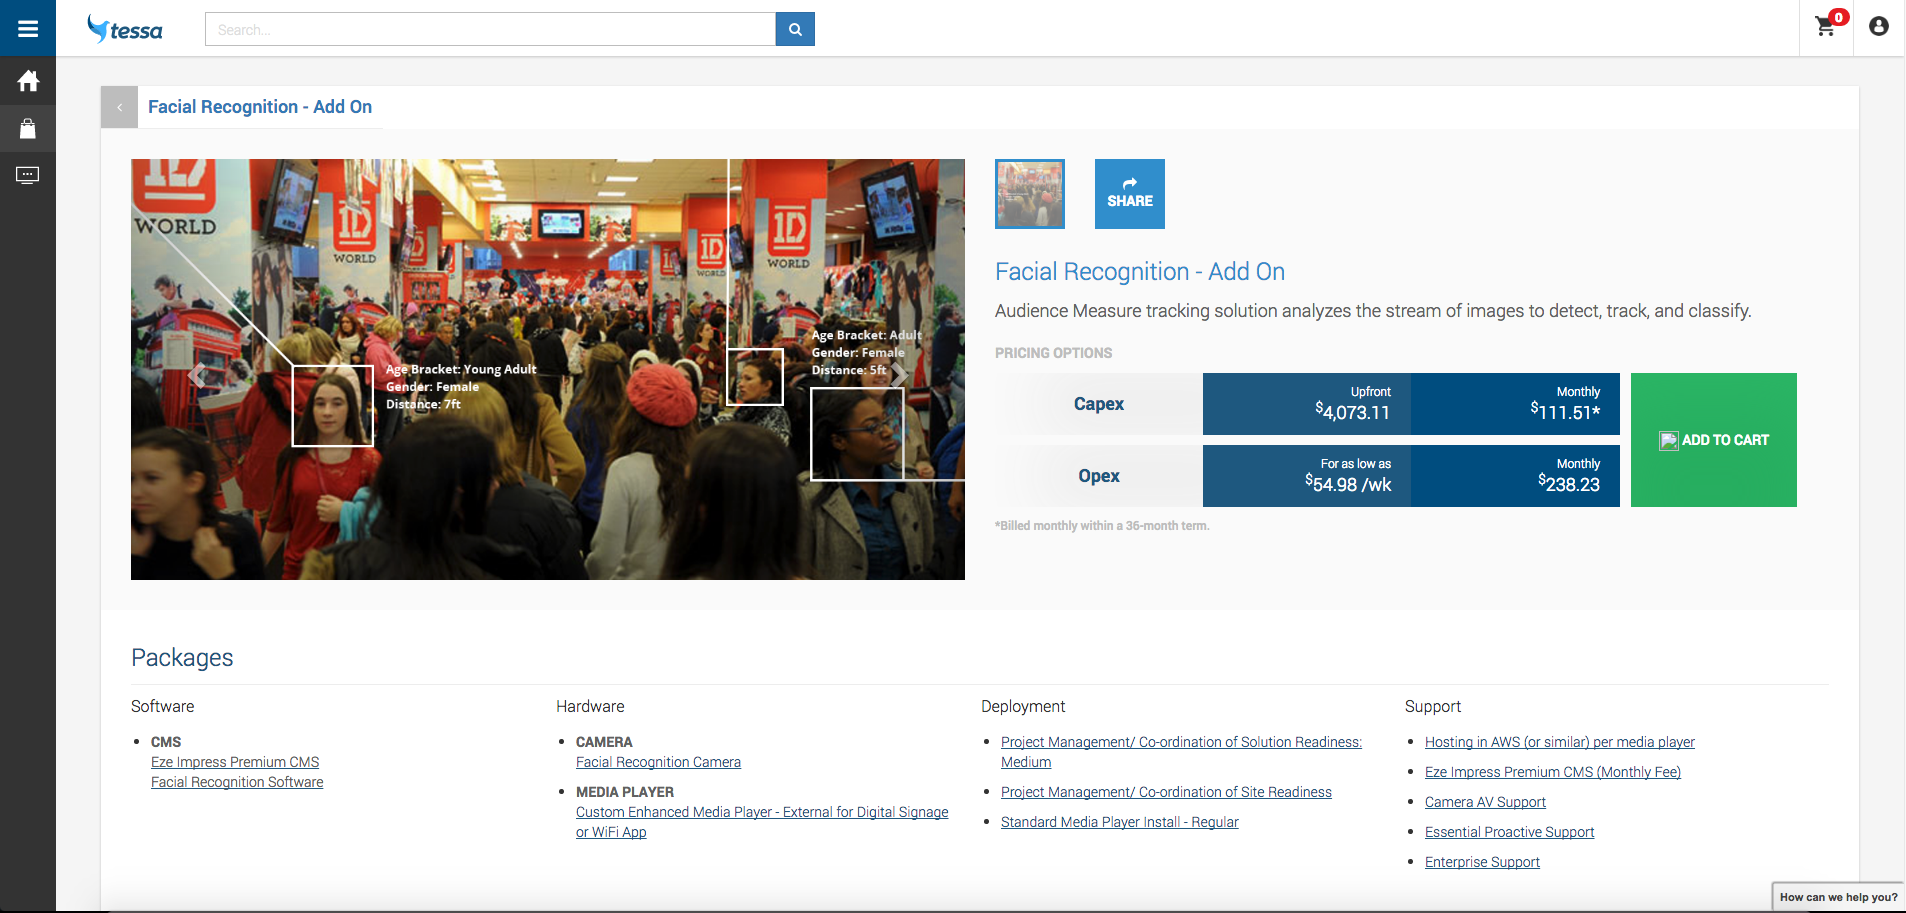 tessa
Search...
0
Facial Recognition - Add On
WORLD
1D
WORLD
1D
WORLD
1D
WORLD
Age Bracket: Young Adult
Gender: Female
Distance: 7ft
Age Bracket: Adult
Gender: Female
Distance: 5ft
SHARE
Facial Recognition - Add On
Audience Measure tracking solution analyzes the stream of images to detect, track, and classify.
PRICING OPTIONS
Capex
Upfront
$4,073.11
Monthly
$111.51*
Opex
For as low as
$54.98 /wk
Monthly
$238.23
ADD TO CART
*Billed monthly within a 36-month term.
Packages
Software
CMS
Eze Impress Premium CMS
Facial Recognition Software
Hardware
CAMERA
Facial Recognition Camera
MEDIA PLAYER
Custom Enhanced Media Player - External for Digital Signage
or WiFi App
Deployment
Project Management/ Co-ordination of Solution Readiness:
Medium
Project Management/ Co-ordination of Site Readiness
Standard Media Player Install - Regular
Support
Hosting in AWS (or similar) per media player
Eze Impress Premium CMS (Monthly Fee)
Camera AV Support
Essential Proactive Support
Enterprise Support
How can we help you?